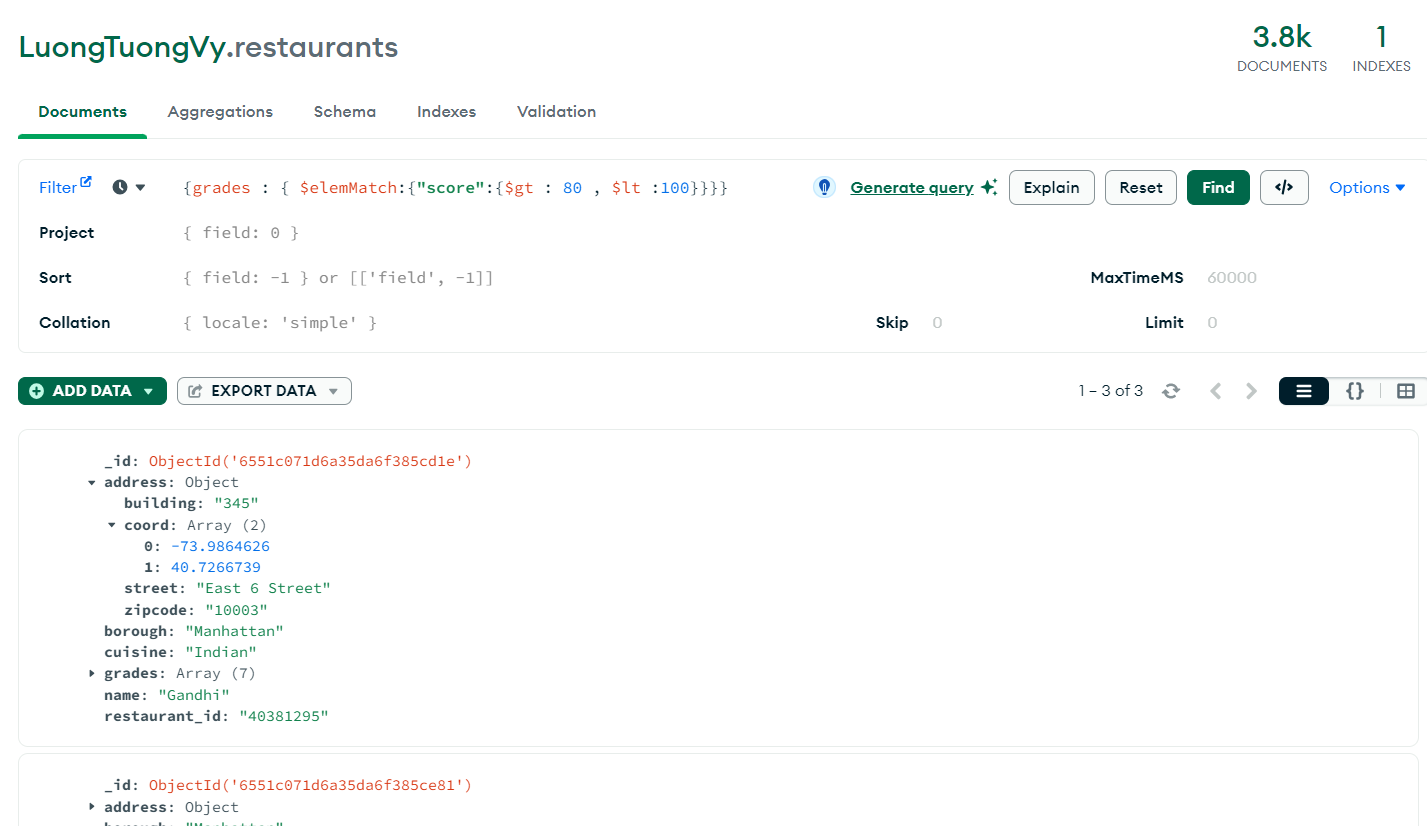 LuongTuongVy.restaurants
3.8k
DOCUMENTS
1
INDEXES
Documents Aggregations Schema Indexes Validation
Filter {grades : { $elemMatch:{"score":{$gt : 80 , $lt :100}}}} Generate query Explain Reset Find </> Options
Project { field: 0 }
Sort { field: -1 } or [['field', -1]] MaxTimeMS 60000
Collation { locale: 'simple' } Skip 0 Limit 0
ADD DATA EXPORT DATA 1 – 3 of 3 {}
_id: ObjectId('6551c071d6a35da6f385cd1e')
address: Object
building: "345"
coord: Array (2)
0: -73.9864626
1: 40.7266739
street: "East 6 Street"
zipcode: "10003"
borough: "Manhattan"
cuisine: "Indian"
grades: Array (7)
name: "Gandhi"
restaurant_id: "40381295"
_id: ObjectId('6551c071d6a35da6f385ce81')
address: Object
borough: "Manhattan"